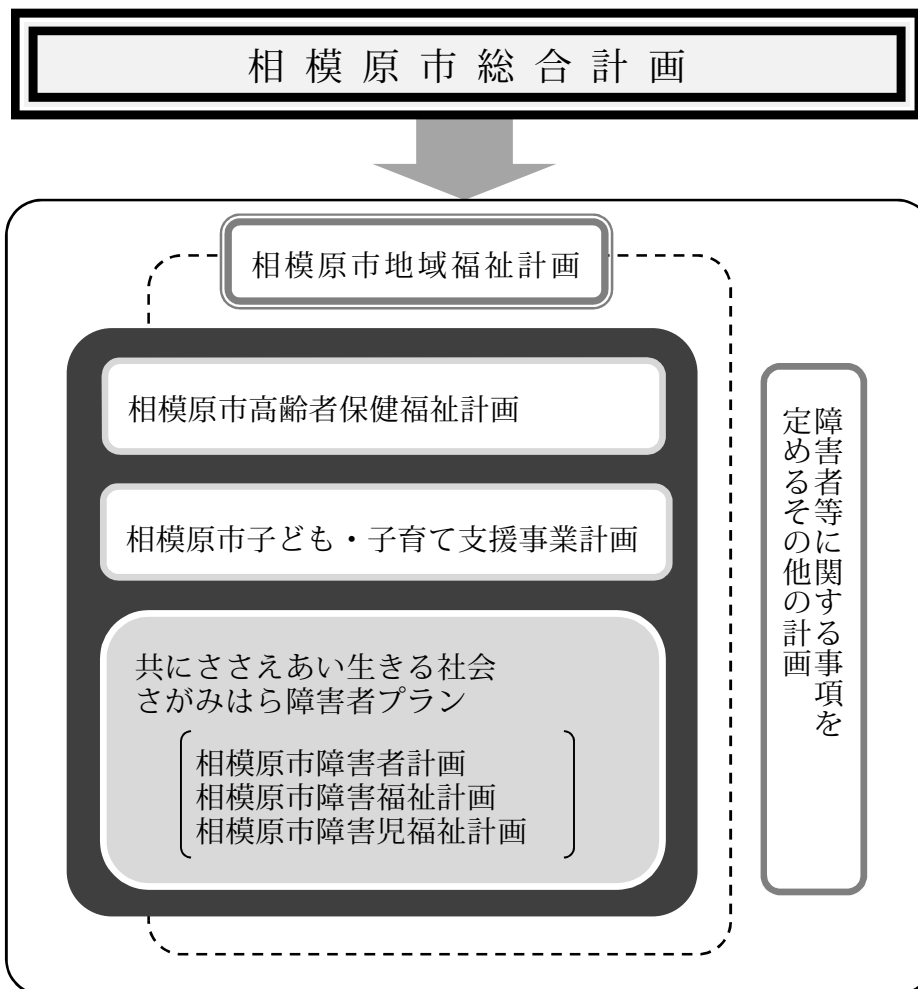 相模原市総合計画
相模原市地域福祉計画
相模原市高齢者保健福祉計画
相模原市子ども・子育て支援事業計画
共にささえあい生きる社会
さがみはら障害者プラン
相模原市障害者計画
相模原市障害福祉計画
相模原市障害児福祉計画
障害者等に関する事項を
定めるその他の計画